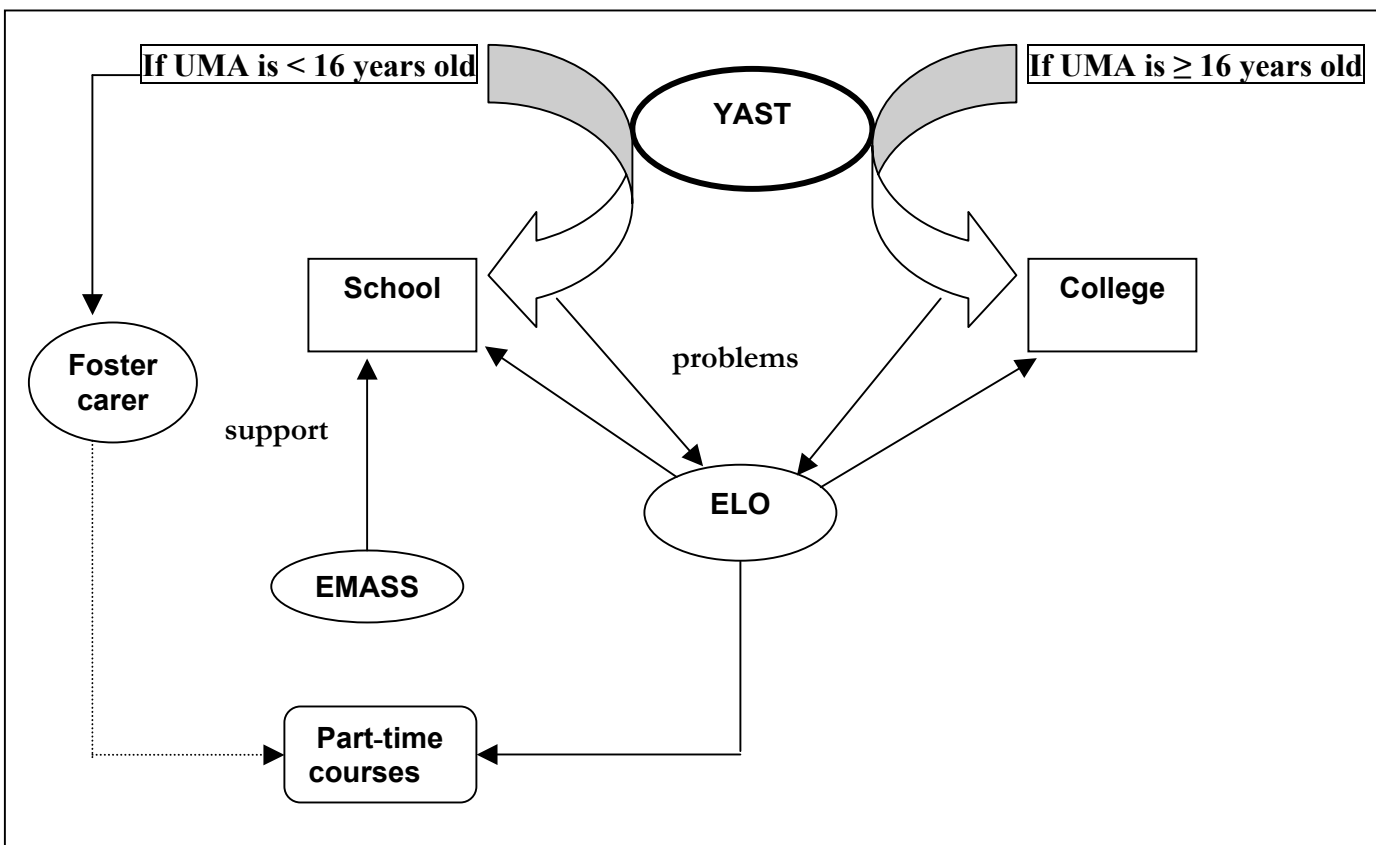 If UMA is < 16 years old
If UMA is ≥ 16 years old
YAST
School
College
problems
Foster
carer
support
ELO
EMASS
Part-time
courses